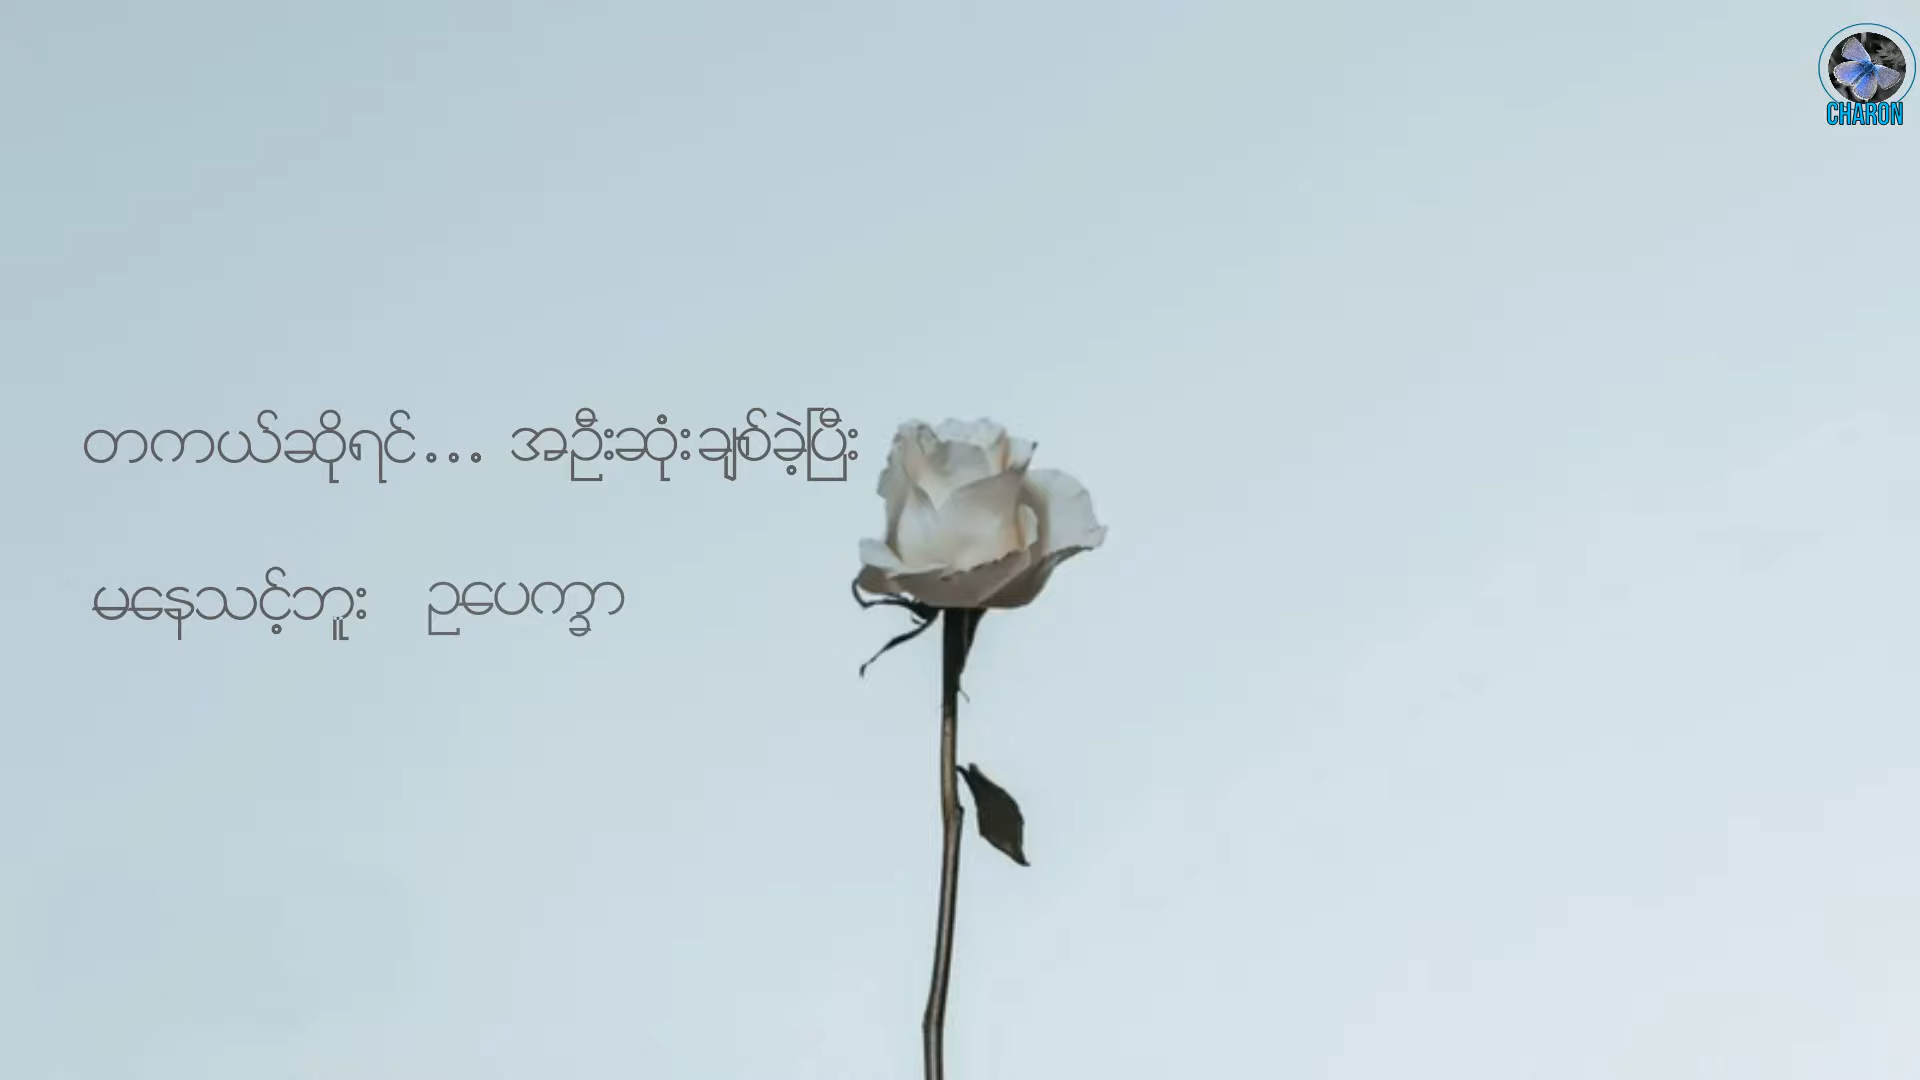 CHARON
တကယ်ဆိုရင်... အဦးဆုံးချစ်ခဲ့ပြီး
မနေသင့်ဘူး ဥပေက္ခာ